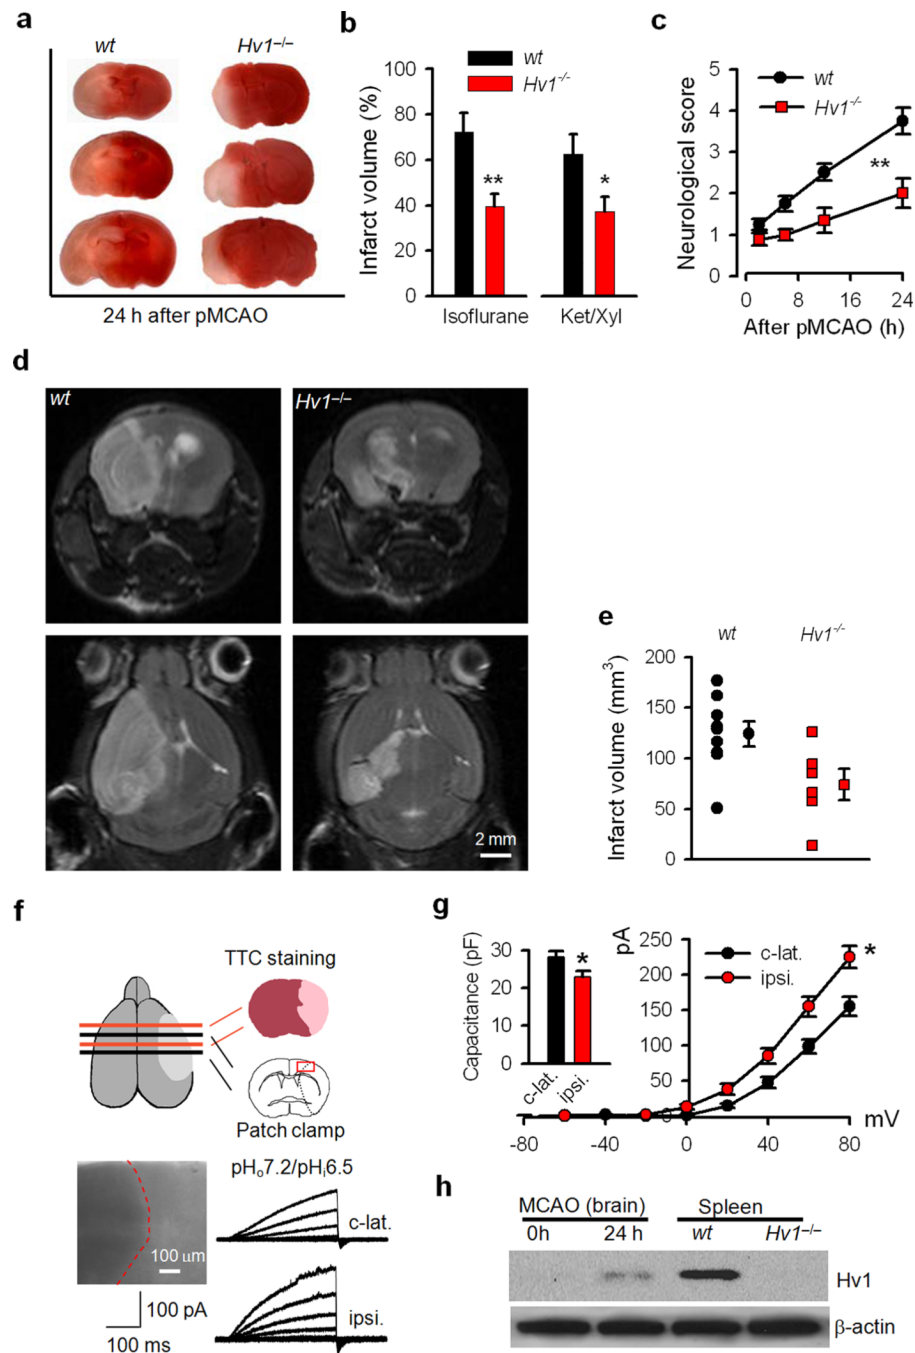 a
wt Hv1–/–
24 h after pMCAO
b
wt
Hv1-/-
Infarct volume (%)
100
80
60
40
20
0
**
*
Isoflurane Ket/Xyl
c
wt
Hv1-/-
Neurological score
5
4
3
2
1
0
**
0 8 16 24
After pMCAO (h)
d
wt
Hv1–/–
2 mm
e
wt Hv1-/-
Infarct volume (mm3)
200
150
100
50
0
f
TTC staining
Patch clamp
pHo7.2/pHi6.5
c-lat.
100 um
100 pA
100 ms
ipsi.
g
Capacitance (pF)
30
20
10
0
*
c-lat.
ipsi.
pA
250
200
150
100
50
0
c-lat.
ipsi.
*
-80 -40 0 40 80
mV
h
MCAO (brain) Spleen
0h 24 h wt Hv1–/–
Hv1
β-actin